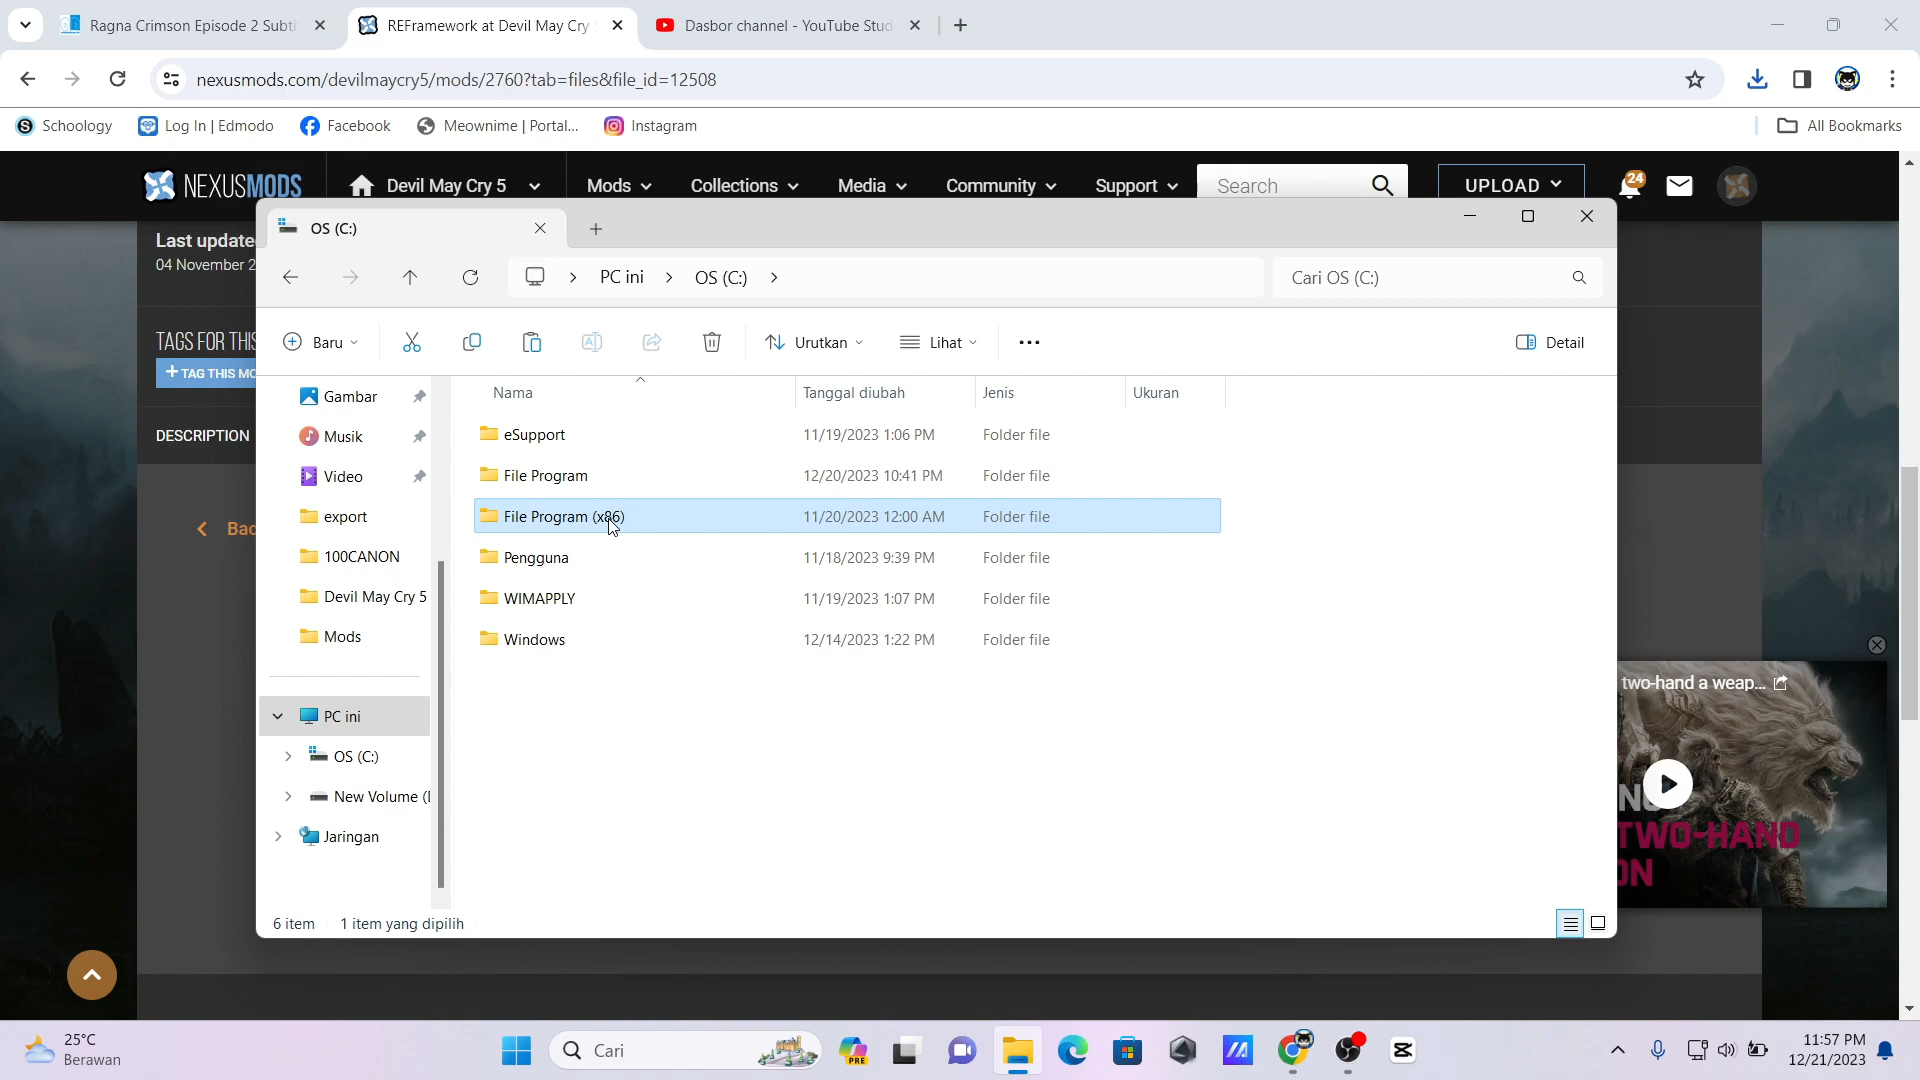 Ragna Crimson Episode 2 Subti
REFramework at Devil May Cry
Dasbor channel - YouTube Stud
nexusmods.com/devilmaycry5/mods/2760?tab=files&file_id=12508
Schoology
Log In | Edmodo
Facebook
Meownime | Portal...
Instagram
All Bookmarks
NEXUSMODS
Devil May Cry 5
Mods
Collections
Media
Community
Support
Search
UPLOAD
24
Last update
04 November 2
TAGS FOR THIS
+ TAG THIS MO
DESCRIPTION
Bac
OS (C:)
PC ini
OS (C:)
Cari OS (C:)
Baru
Urutkan
Lihat
Detail
Gambar
Musik
Video
export
100CANON
Devil May Cry 5
Mods
PC ini
OS (C:)
New Volume (
Jaringan
Nama Tanggal diubah Jenis Ukuran
eSupport 11/19/2023 1:06 PM Folder file
File Program 12/20/2023 10:41 PM Folder file
File Program (x86) 11/20/2023 12:00 AM Folder file
Pengguna 11/18/2023 9:39 PM Folder file
WIMAPPLY 11/19/2023 1:07 PM Folder file
Windows 12/14/2023 1:22 PM Folder file
6 item 1 item yang dipilih
two-hand a weap...
TWO-HAND
ON
25°C
Berawan
Cari
PRE
11:57 PM
12/21/2023